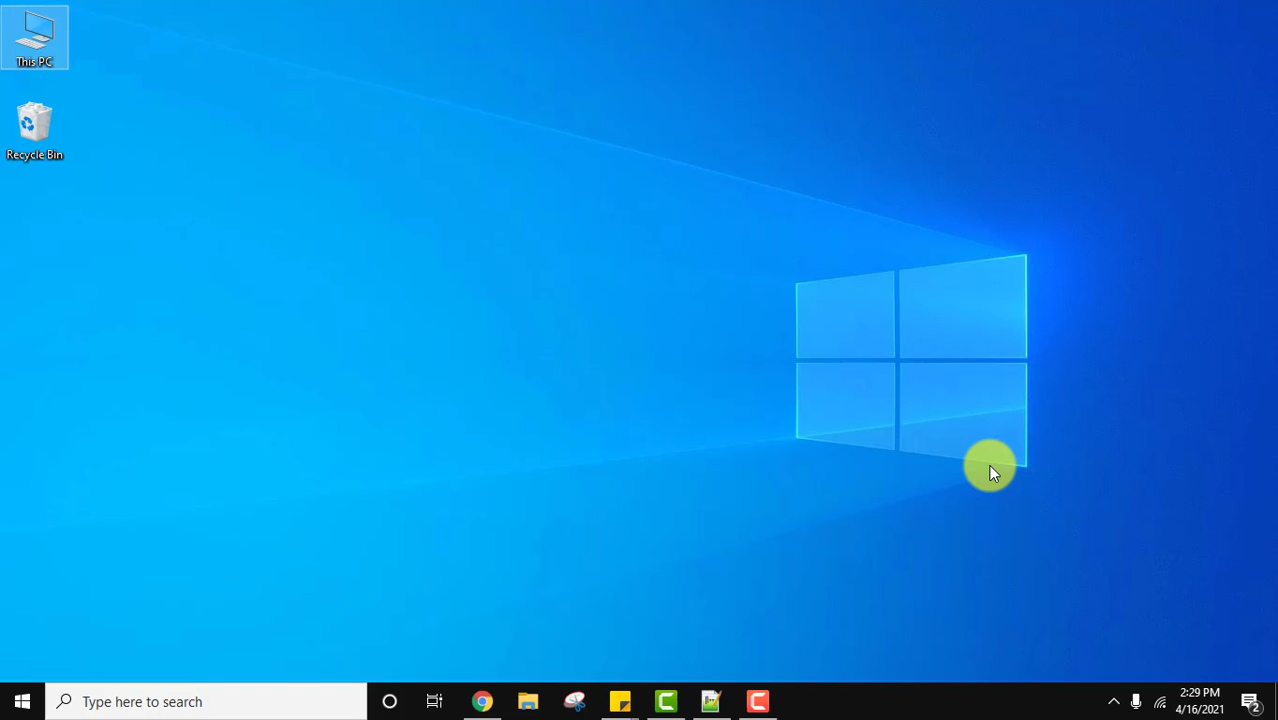 This PC
Recycle Bin
Type here to search
2:29 PM
4/16/2021
2